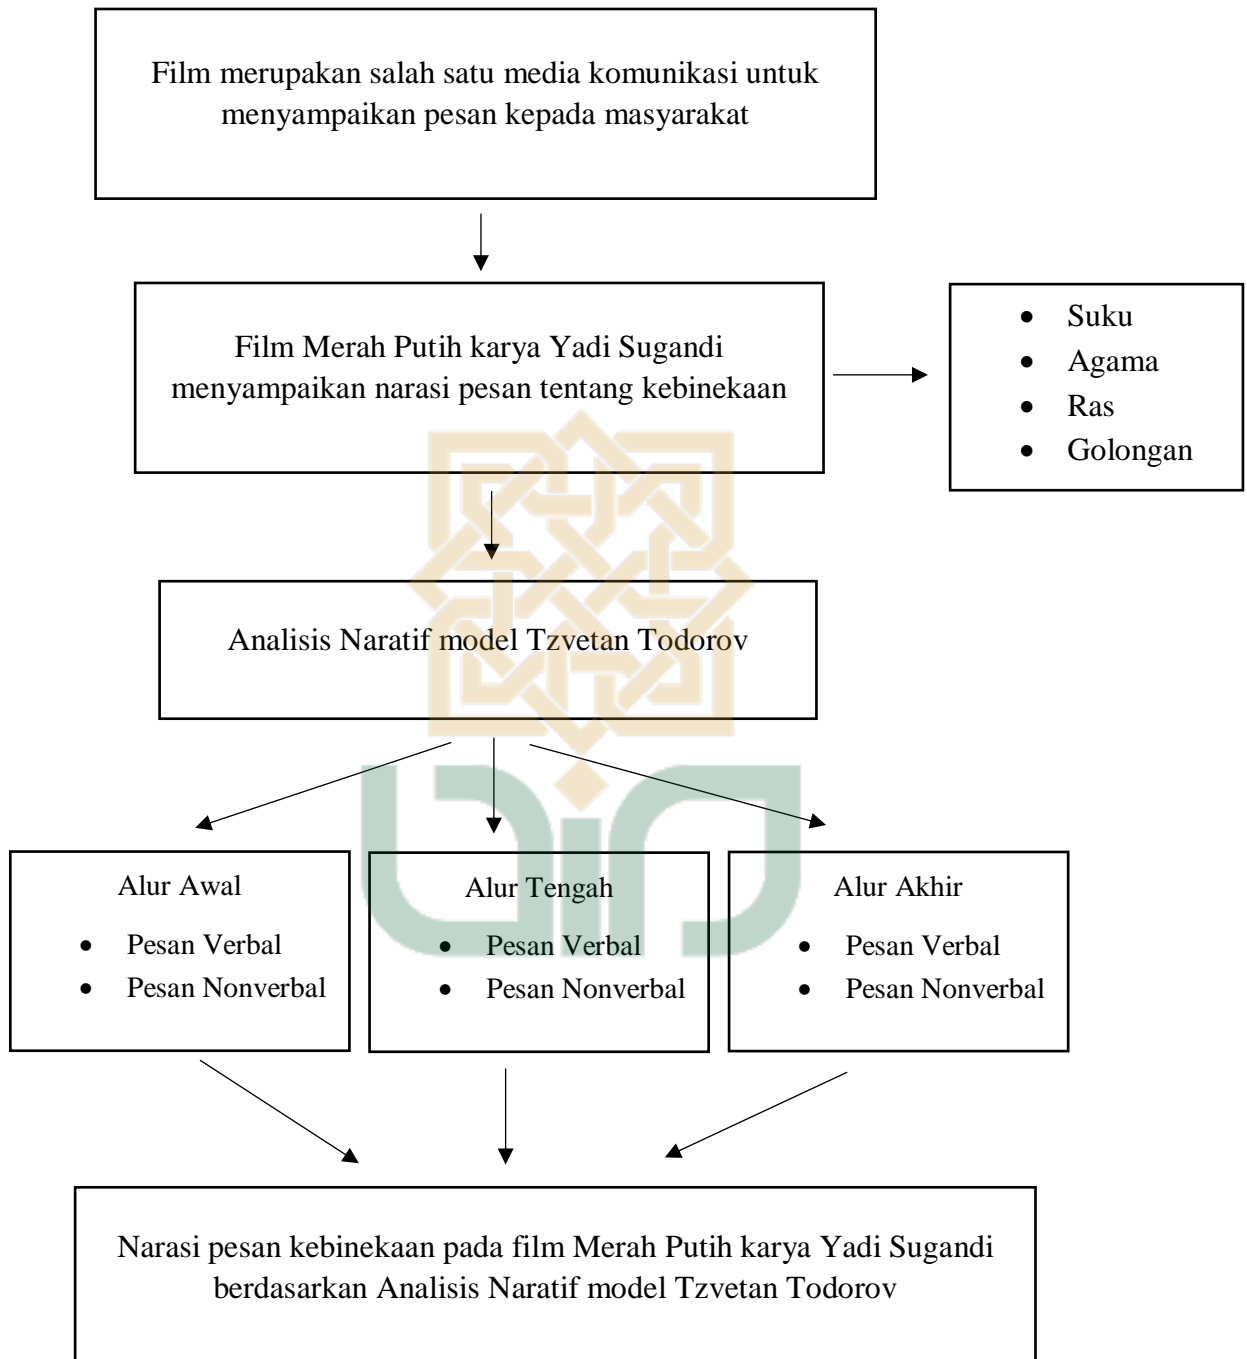 Film merupakan salah satu media komunikasi untuk
menyampaikan pesan kepada masyarakat
Film Merah Putih karya Yadi Sugandi
menyampaikan narasi pesan tentang kebinekaan
• Suku
• Agama
• Ras
• Golongan
Analisis Naratif model Tzvetan Todorov
Alur Awal
• Pesan Verbal
• Pesan Nonverbal
Alur Tengah
• Pesan Verbal
• Pesan Nonverbal
Alur Akhir
• Pesan Verbal
• Pesan Nonverbal
Narasi pesan kebinekaan pada film Merah Putih karya Yadi Sugandi
berdasarkan Analisis Naratif model Tzvetan Todorov